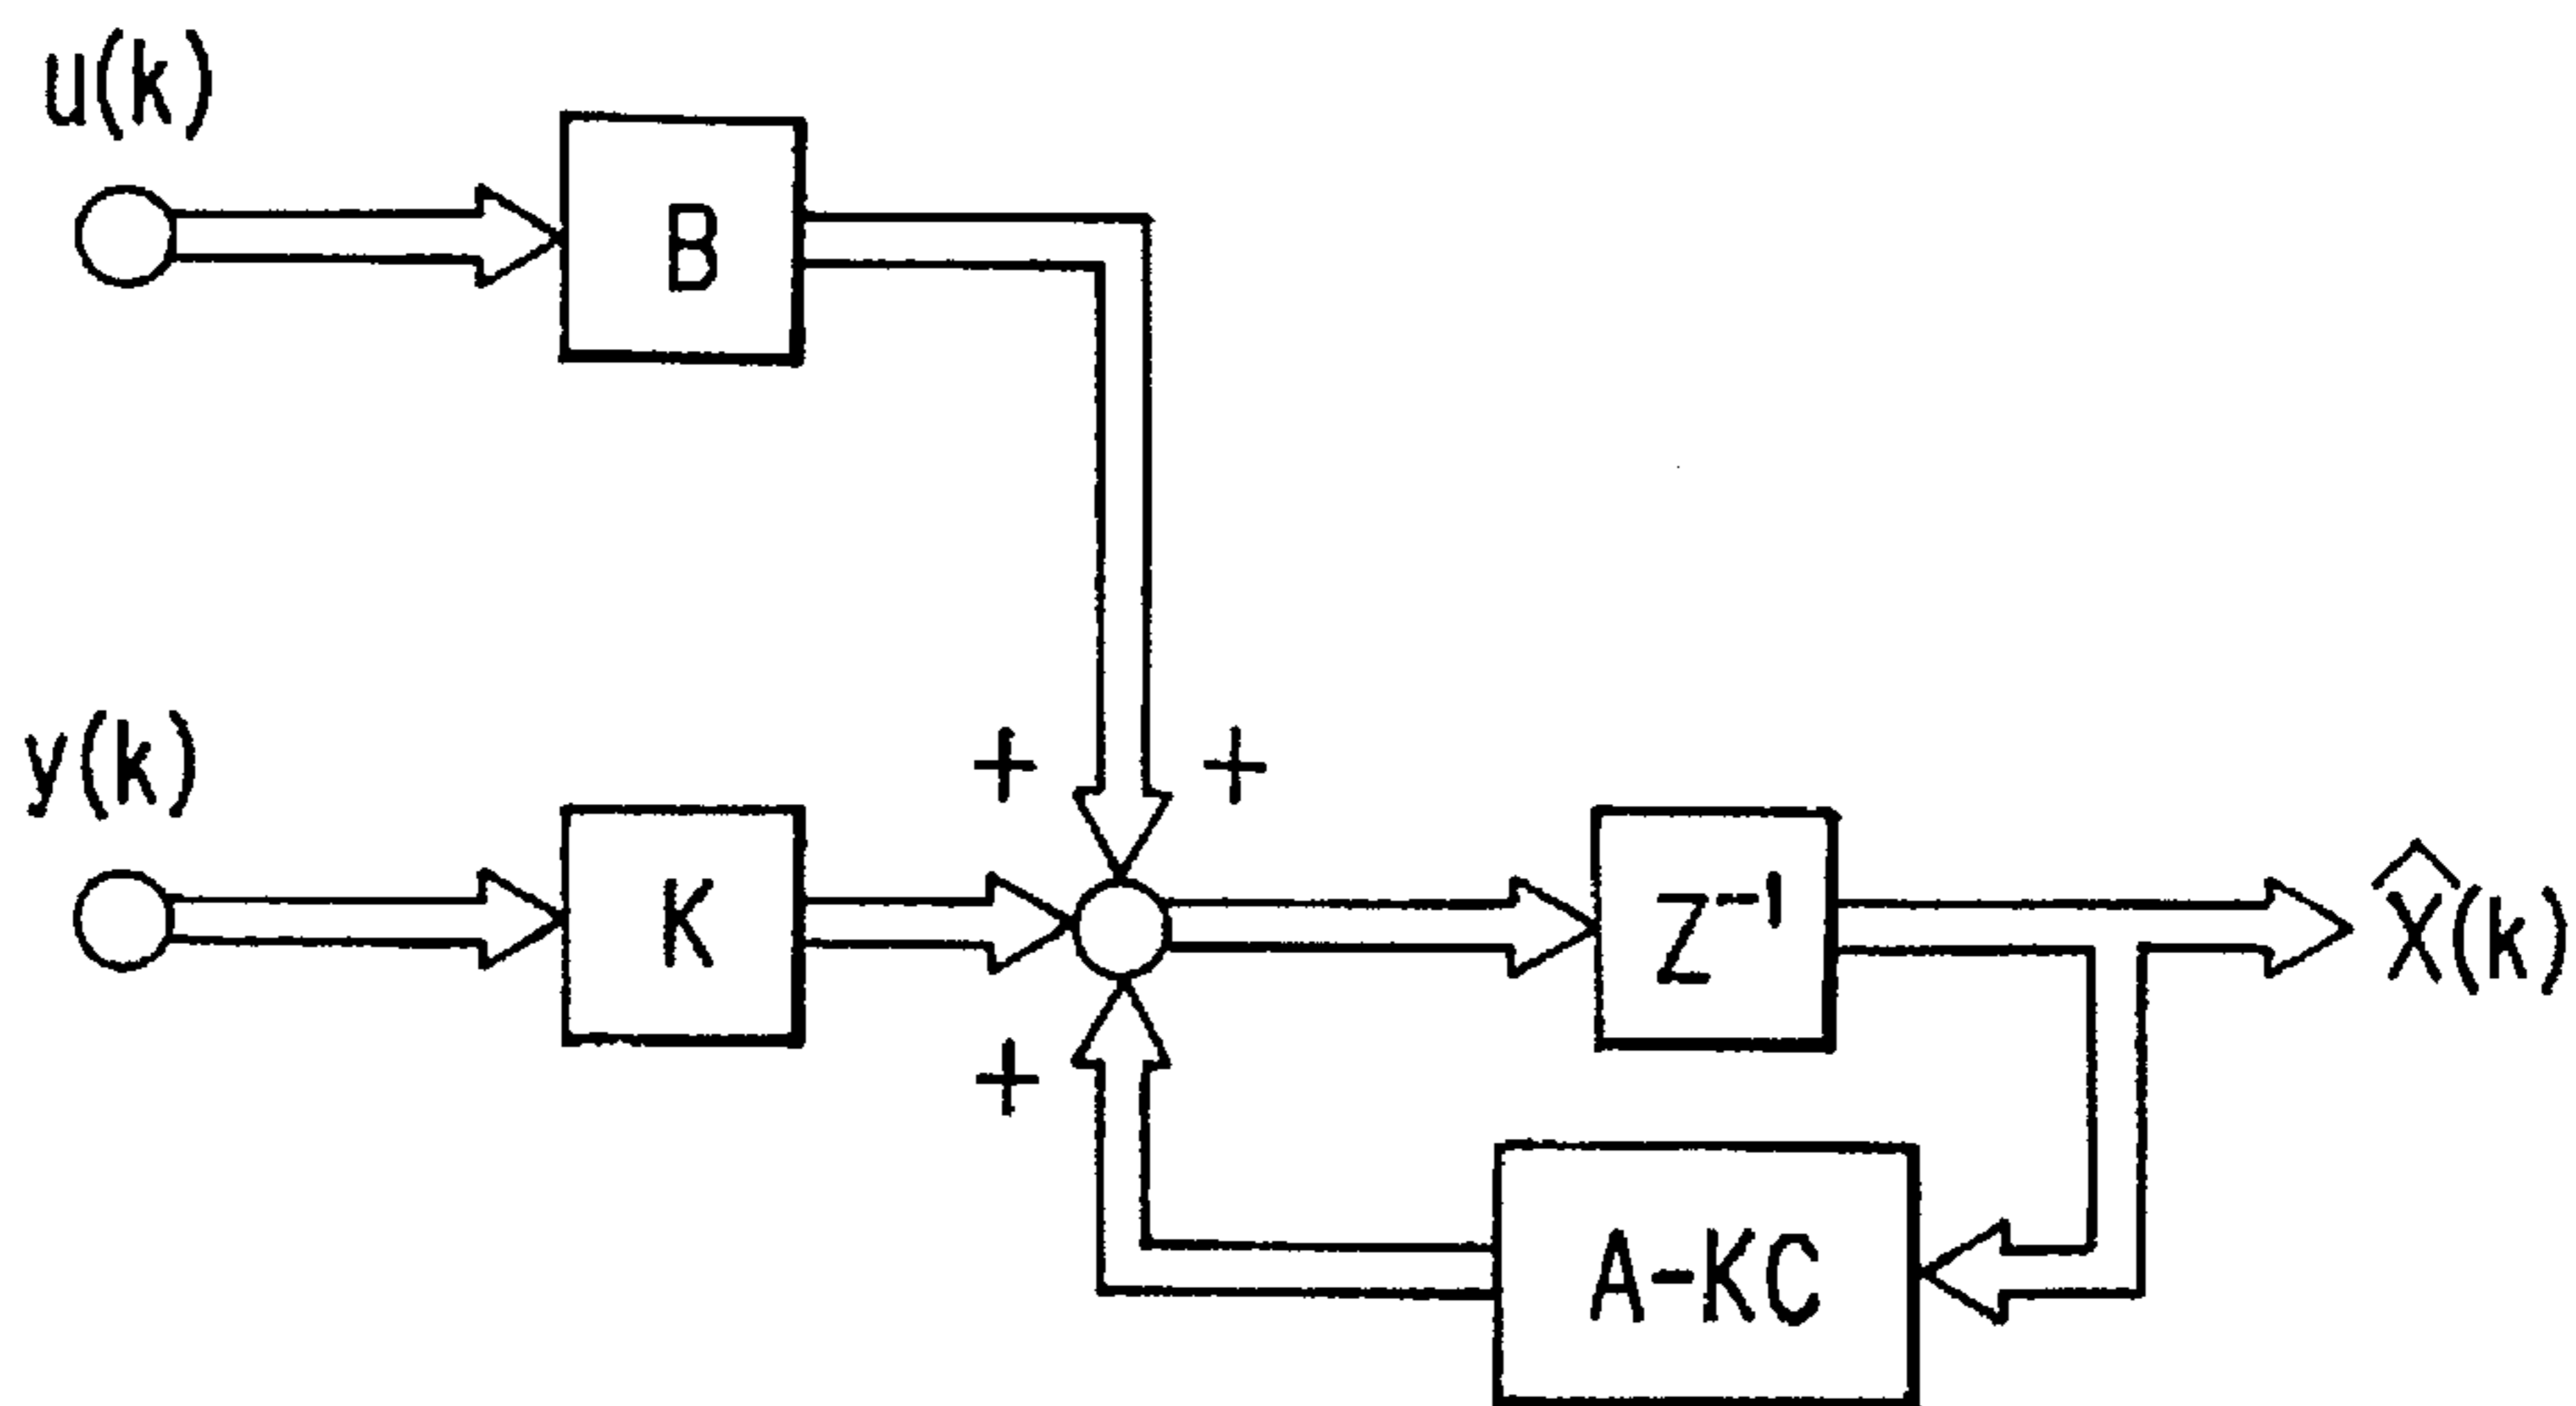 u(k)
B
y(k)
+ +
K
Z⁻¹
X̂(k)
+
A-KC